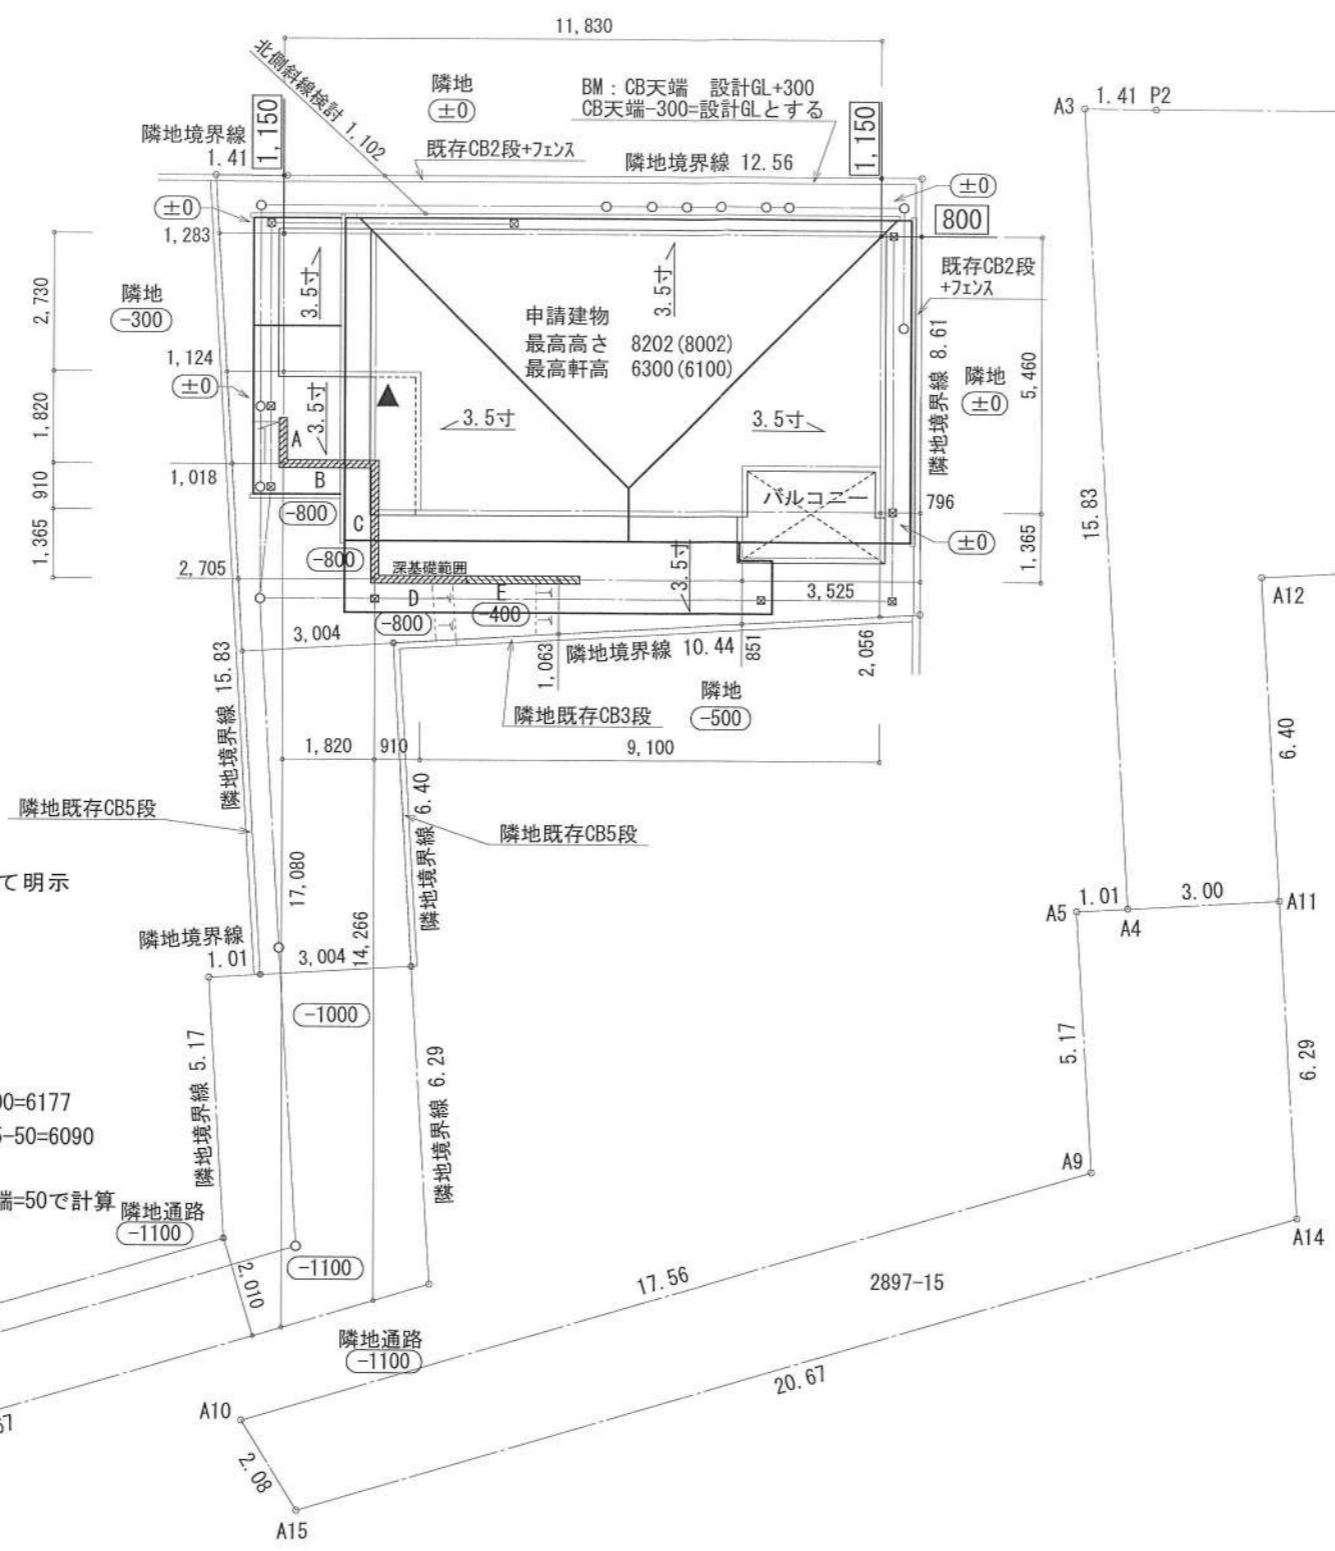 11,830
北側斜線検討 1,102
隣地
±0
BM：CB天端　設計GL+300
CB天端-300=設計GLとする
1,150
1,150
隣地境界線
1.41
既存CB2段+フェンス
隣地境界線 12.56
±0
±0
800
1,283
既存CB2段
+フェンス
2,730
隣地
-300
3.5寸
3.5寸
申請建物
最高高さ　8202(8002)
最高軒高　6300(6100)
隣地境界線 8.61
5,460
隣地
±0
1,124
±0
1,820
3.5寸
3.5寸
3.5寸
A
B
910
1,018
-800
C
バルコニー
796
±0
1,365
1,365
-800
2,705
深基礎範囲
D
E
-800
-400
3.5寸
3,525
3,004
1,063
隣地境界線 10.44
851
2,056
隣地境界線 15.83
隣地既存CB3段
隣地
-500
1,820
910
9,100
隣地既存CB5段
隣地境界線 6.40
隣地既存CB5段
て明示
17,080
14,266
隣地境界線
1.01
3,004
-1000
隣地境界線 5.17
隣地境界線 6.29
00=6177
5-50=6090
端=50で計算
隣地通路
-1100
2,010
-1100
隣地通路
-1100
57
A3
1.41
P2
15.83
A12
6.40
A5
1.01
A4
3.00
A11
5.17
6.29
A9
A14
17.56
2897-15
20.67
A10
2.08
A15